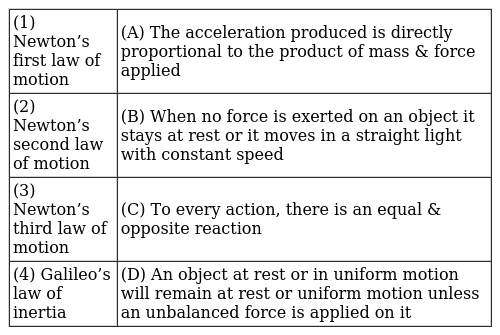 (1)
Newton’s
first law of
motion
(A) The acceleration produced is directly
proportional to the product of mass & force
applied
(2)
Newton’s
second law
of motion
(B) When no force is exerted on an object it
stays at rest or it moves in a straight light
with constant speed
(3)
Newton’s
third law of
motion
(C) To every action, there is an equal &
opposite reaction
(4) Galileo’s
law of
inertia
(D) An object at rest or in uniform motion
will remain at rest or uniform motion unless
an unbalanced force is applied on it